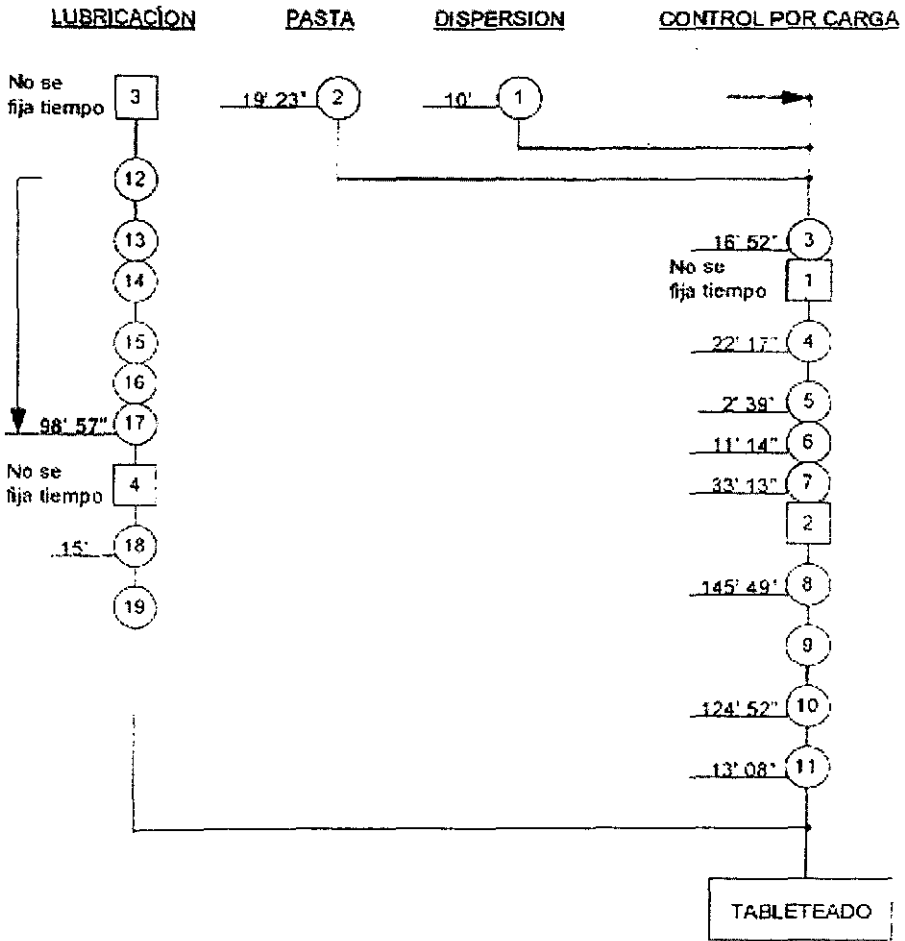 LUBRICACÍON PASTA DISPERSION CONTROL POR CARGA
No se
fija tiempo
3
19' 23" 2
10' 1
12
13
14
15
16
98' 57" 17
No se
fija tiempo
4
15' 18
19
16' 52" 3
No se
fija tiempo
1
22' 17" 4
2' 39" 5
11' 14" 6
33' 13" 7
2
145' 49" 8
9
124' 52" 10
13' 08" 11
TABLETEADO